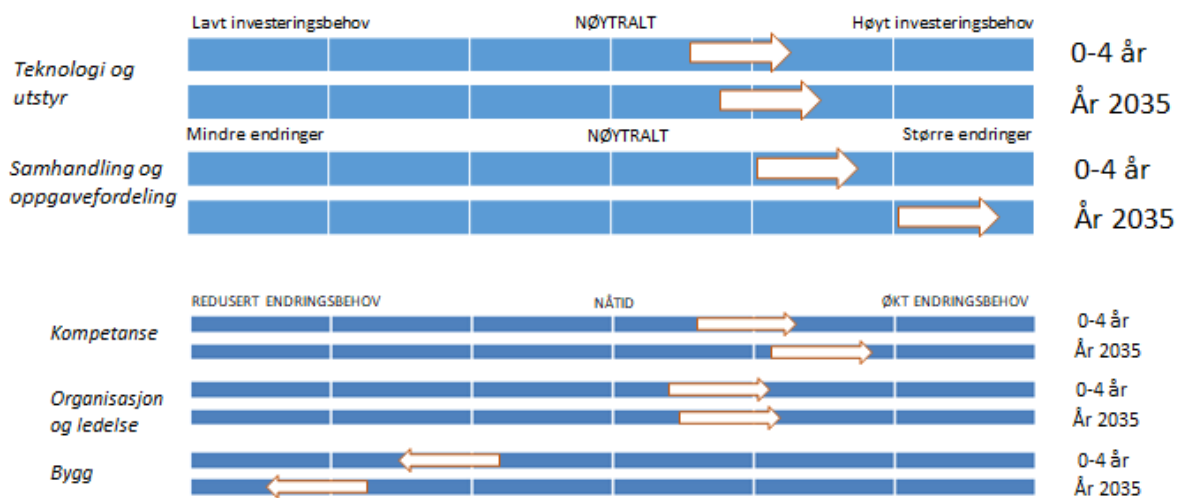 Lavt investeringsbehov NØYTRALT Høyt investeringsbehov
Teknologi og
utstyr
0-4 år
År 2035
Mindre endringer NØYTRALT Større endringer
Samhandling og
oppgavefordeling
0-4 år
År 2035
REDUSERT ENDRINGSBEHOV NÅTID ØKT ENDRINGSBEHOV
Kompetanse
0-4 år
År 2035
Organisasjon
og ledelse
0-4 år
År 2035
Bygg
0-4 år
År 2035